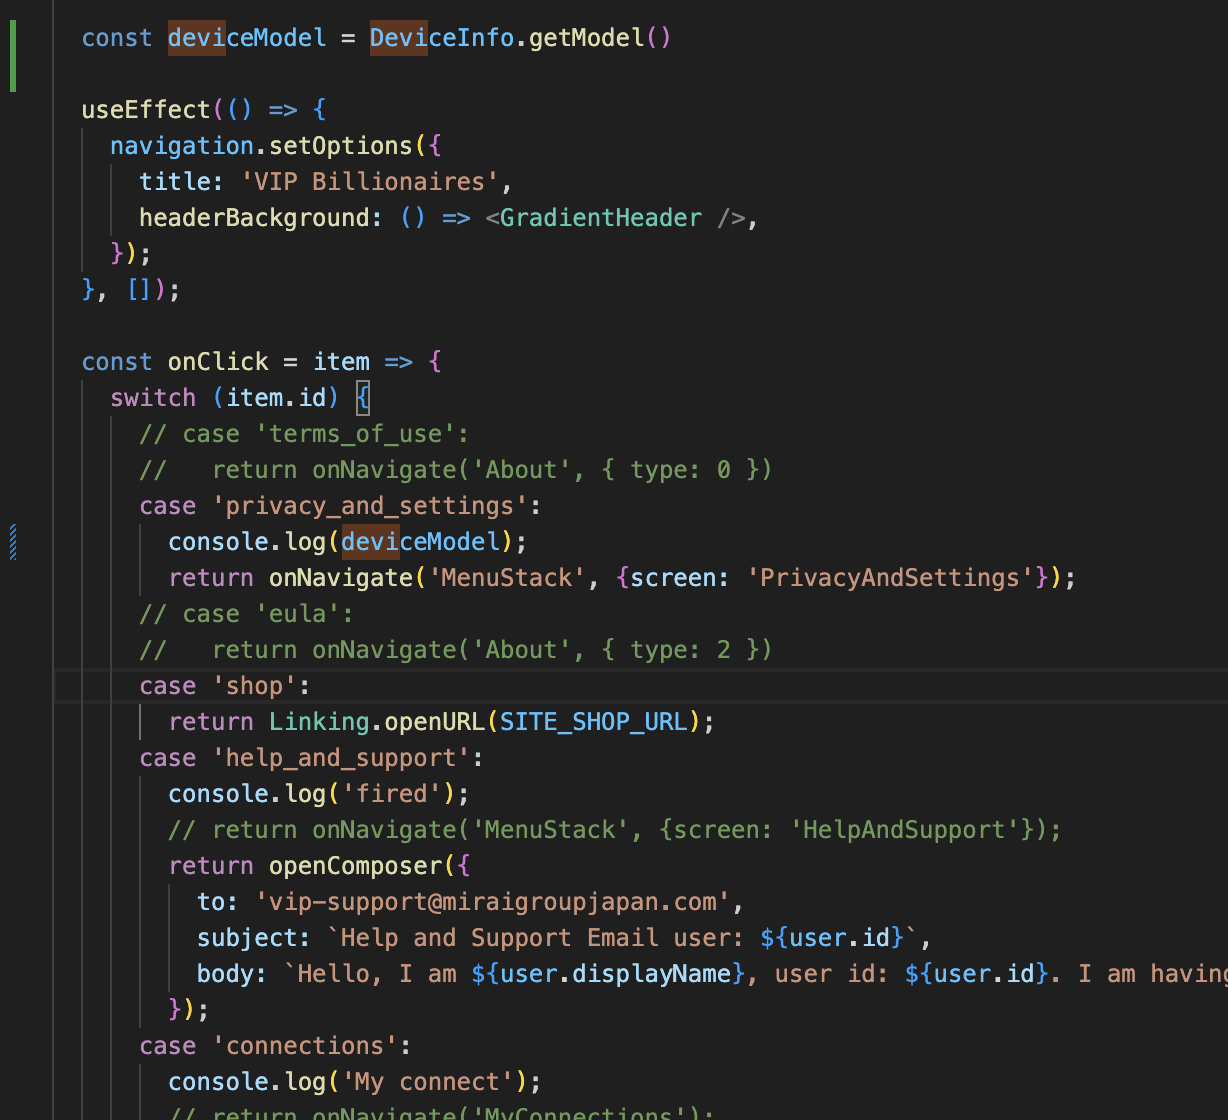 const deviceModel = DeviceInfo.getModel()
useEffect(() => {
navigation.setOptions({
title: 'VIP Billionaires',
headerBackground: () => <GradientHeader />,
});
}, []);
const onClick = item => {
switch (item.id) {
// case 'terms_of_use':
//   return onNavigate('About', { type: 0 })
case 'privacy_and_settings':
console.log(deviceModel);
return onNavigate('MenuStack', {screen: 'PrivacyAndSettings'});
// case 'eula':
//   return onNavigate('About', { type: 2 })
case 'shop':
return Linking.openURL(SITE_SHOP_URL);
case 'help_and_support':
console.log('fired');
// return onNavigate('MenuStack', {screen: 'HelpAndSupport'});
return openComposer({
to: 'vip-support@miraigroupjapan.com',
subject: `Help and Support Email user: ${user.id}`,
body: `Hello, I am ${user.displayName}, user id: ${user.id}. I am having
});
case 'connections':
console.log('My connect');
// return onNavigate('MyConnections');